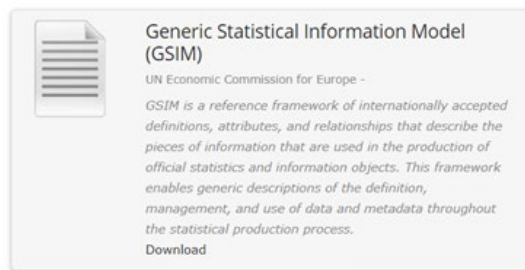 Generic Statistical Information Model
(GSIM)
UN Economic Commission for Europe -
GSIM is a reference framework of internationally accepted
definitions, attributes, and relationships that describe the
pieces of information that are used in the production of
official statistics and information objects. This framework
enables generic descriptions of the definition,
management, and use of data and metadata throughout
the statistical production process.
Download